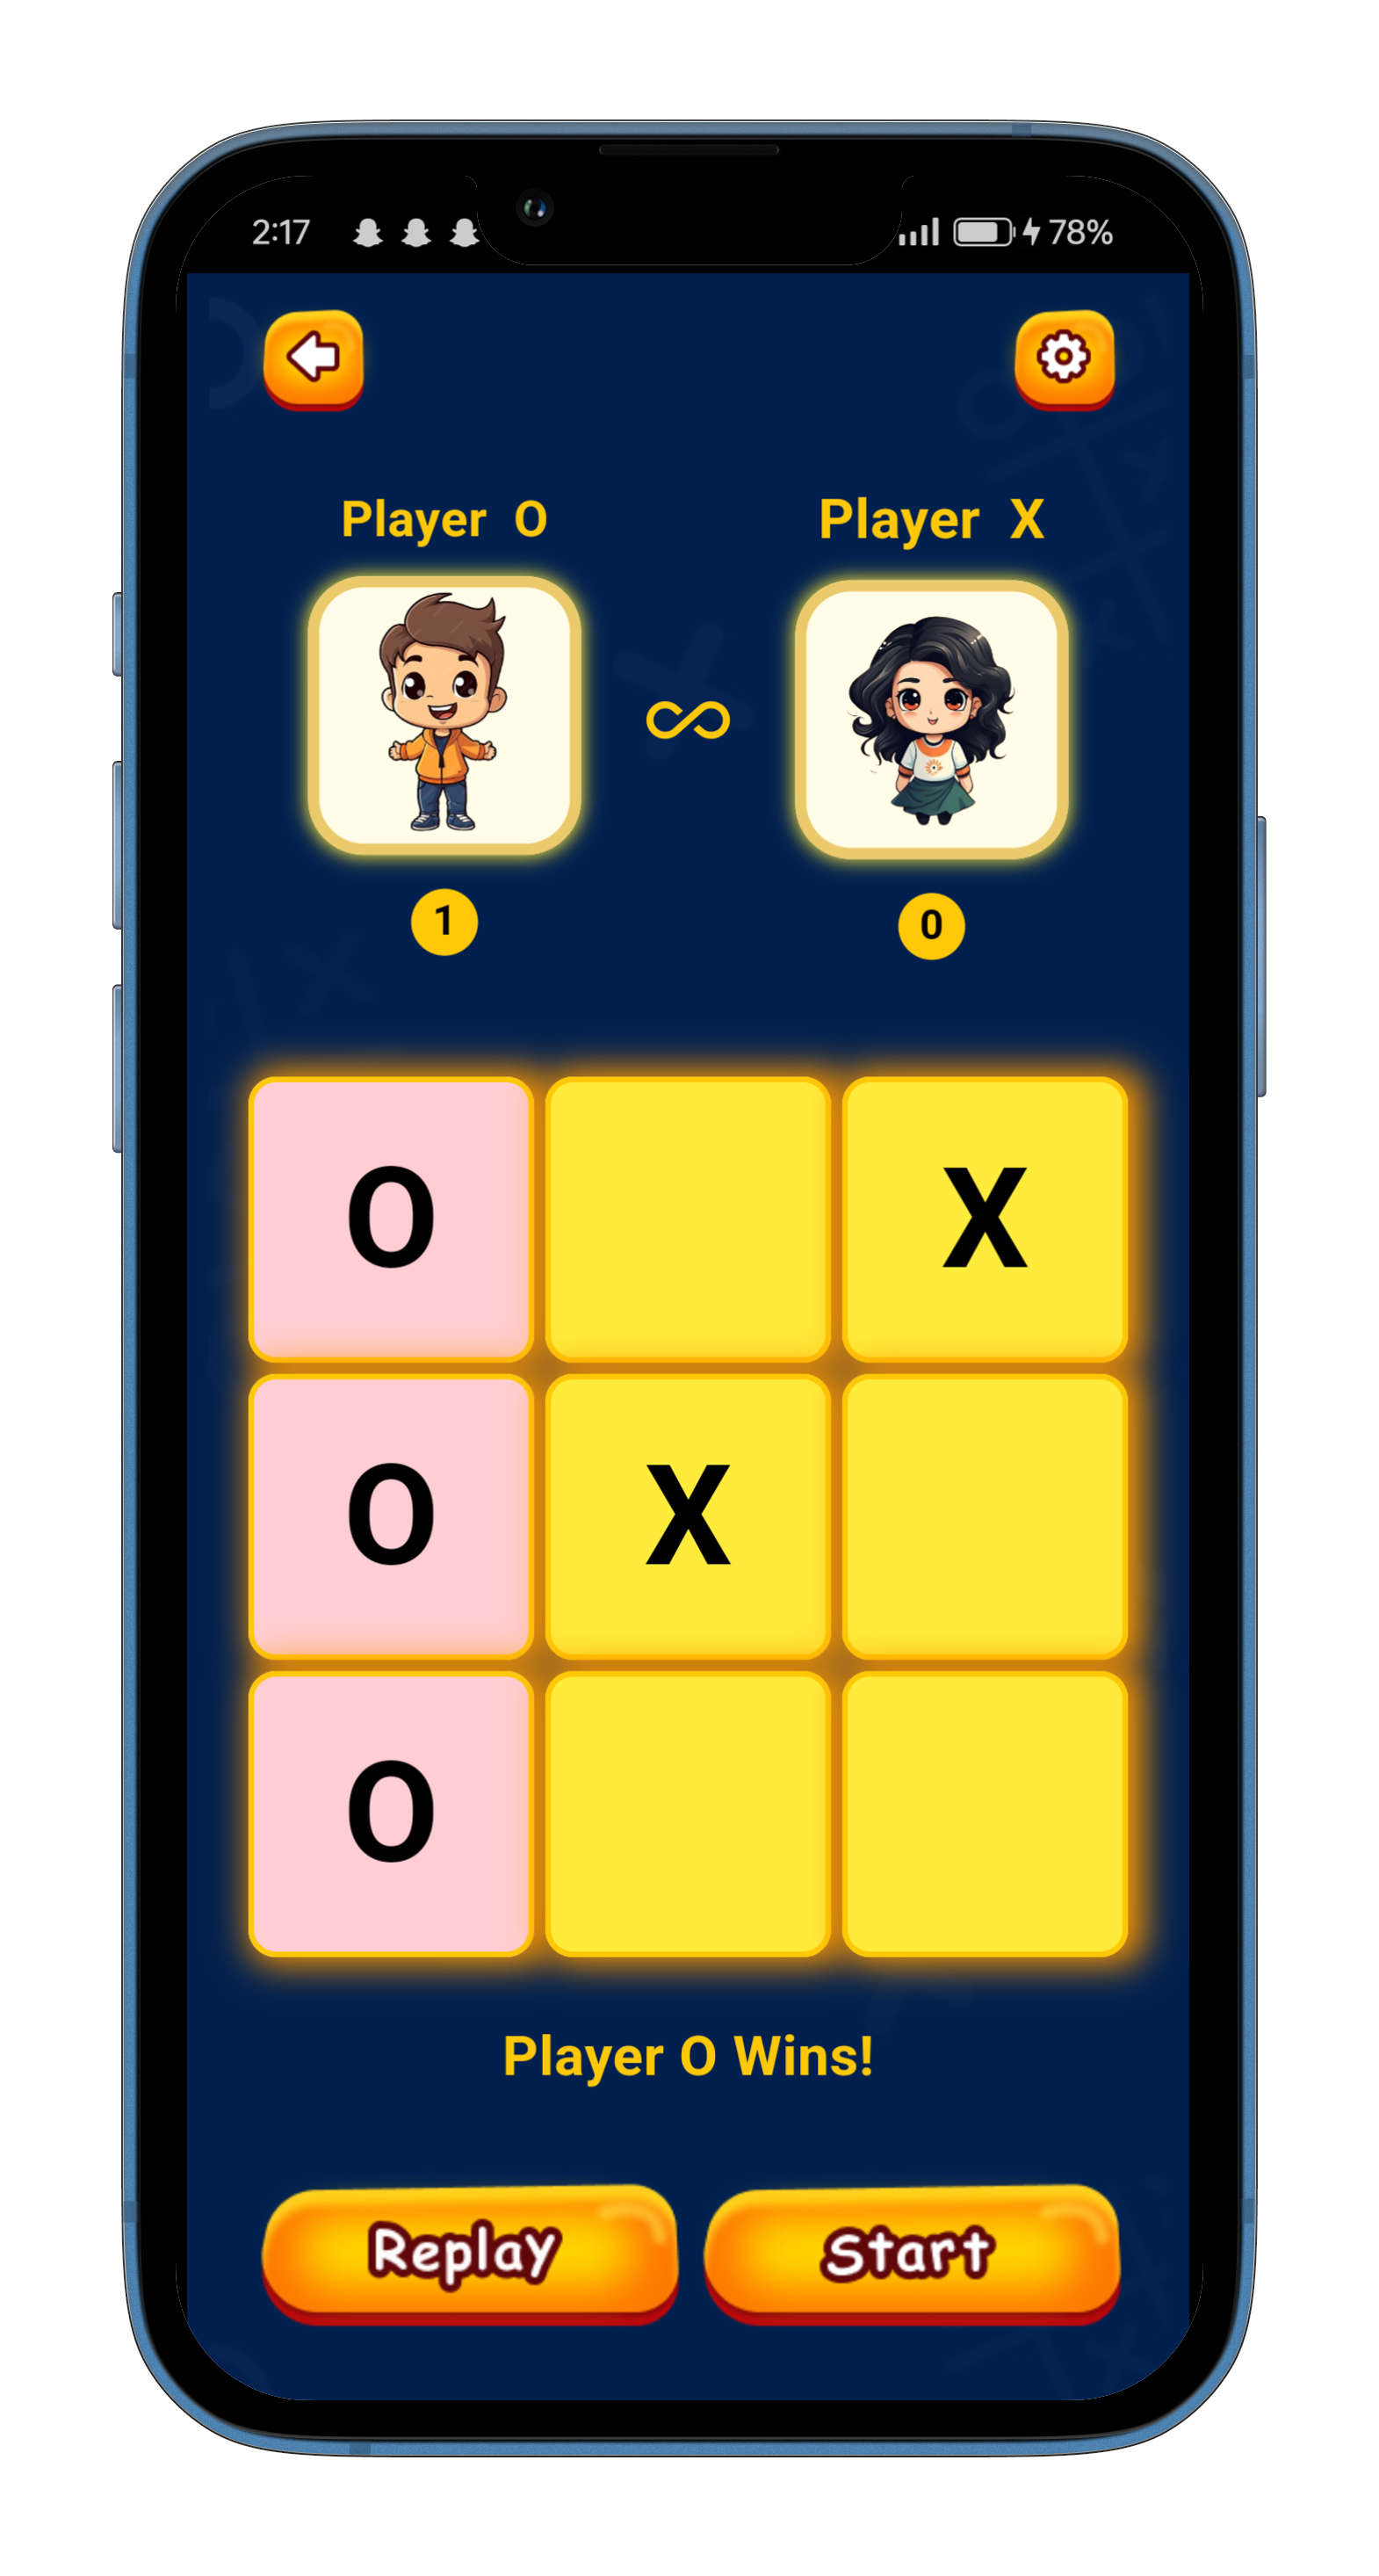 2:17 78%
Player O Player X
∞
1 0
O X
O X
O
Player O Wins!
Replay Start